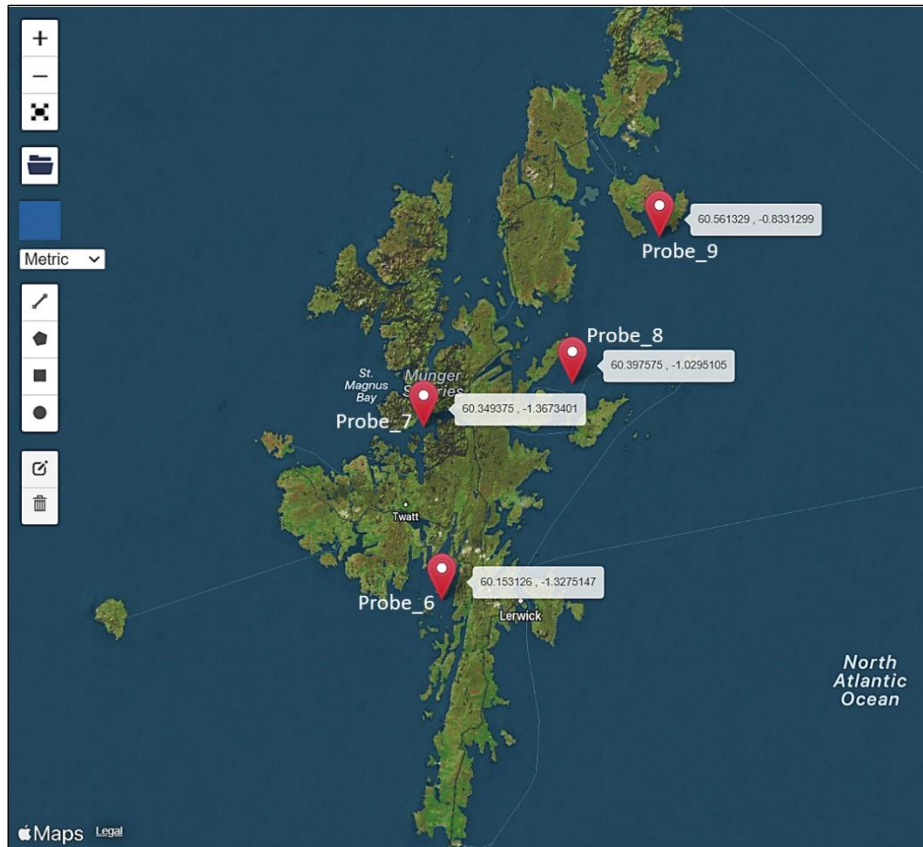 +
−
60.561329 , -0.8331299
Probe_9
Metric
Probe_8
60.397575 , -1.0295105
St.
Magnus
Bay
Munger
60.349375 , -1.3673401
Probe_7
Twatt
60.153126 , -1.3275147
Probe_6
Lerwick
North
Atlantic
Ocean
Maps Legal